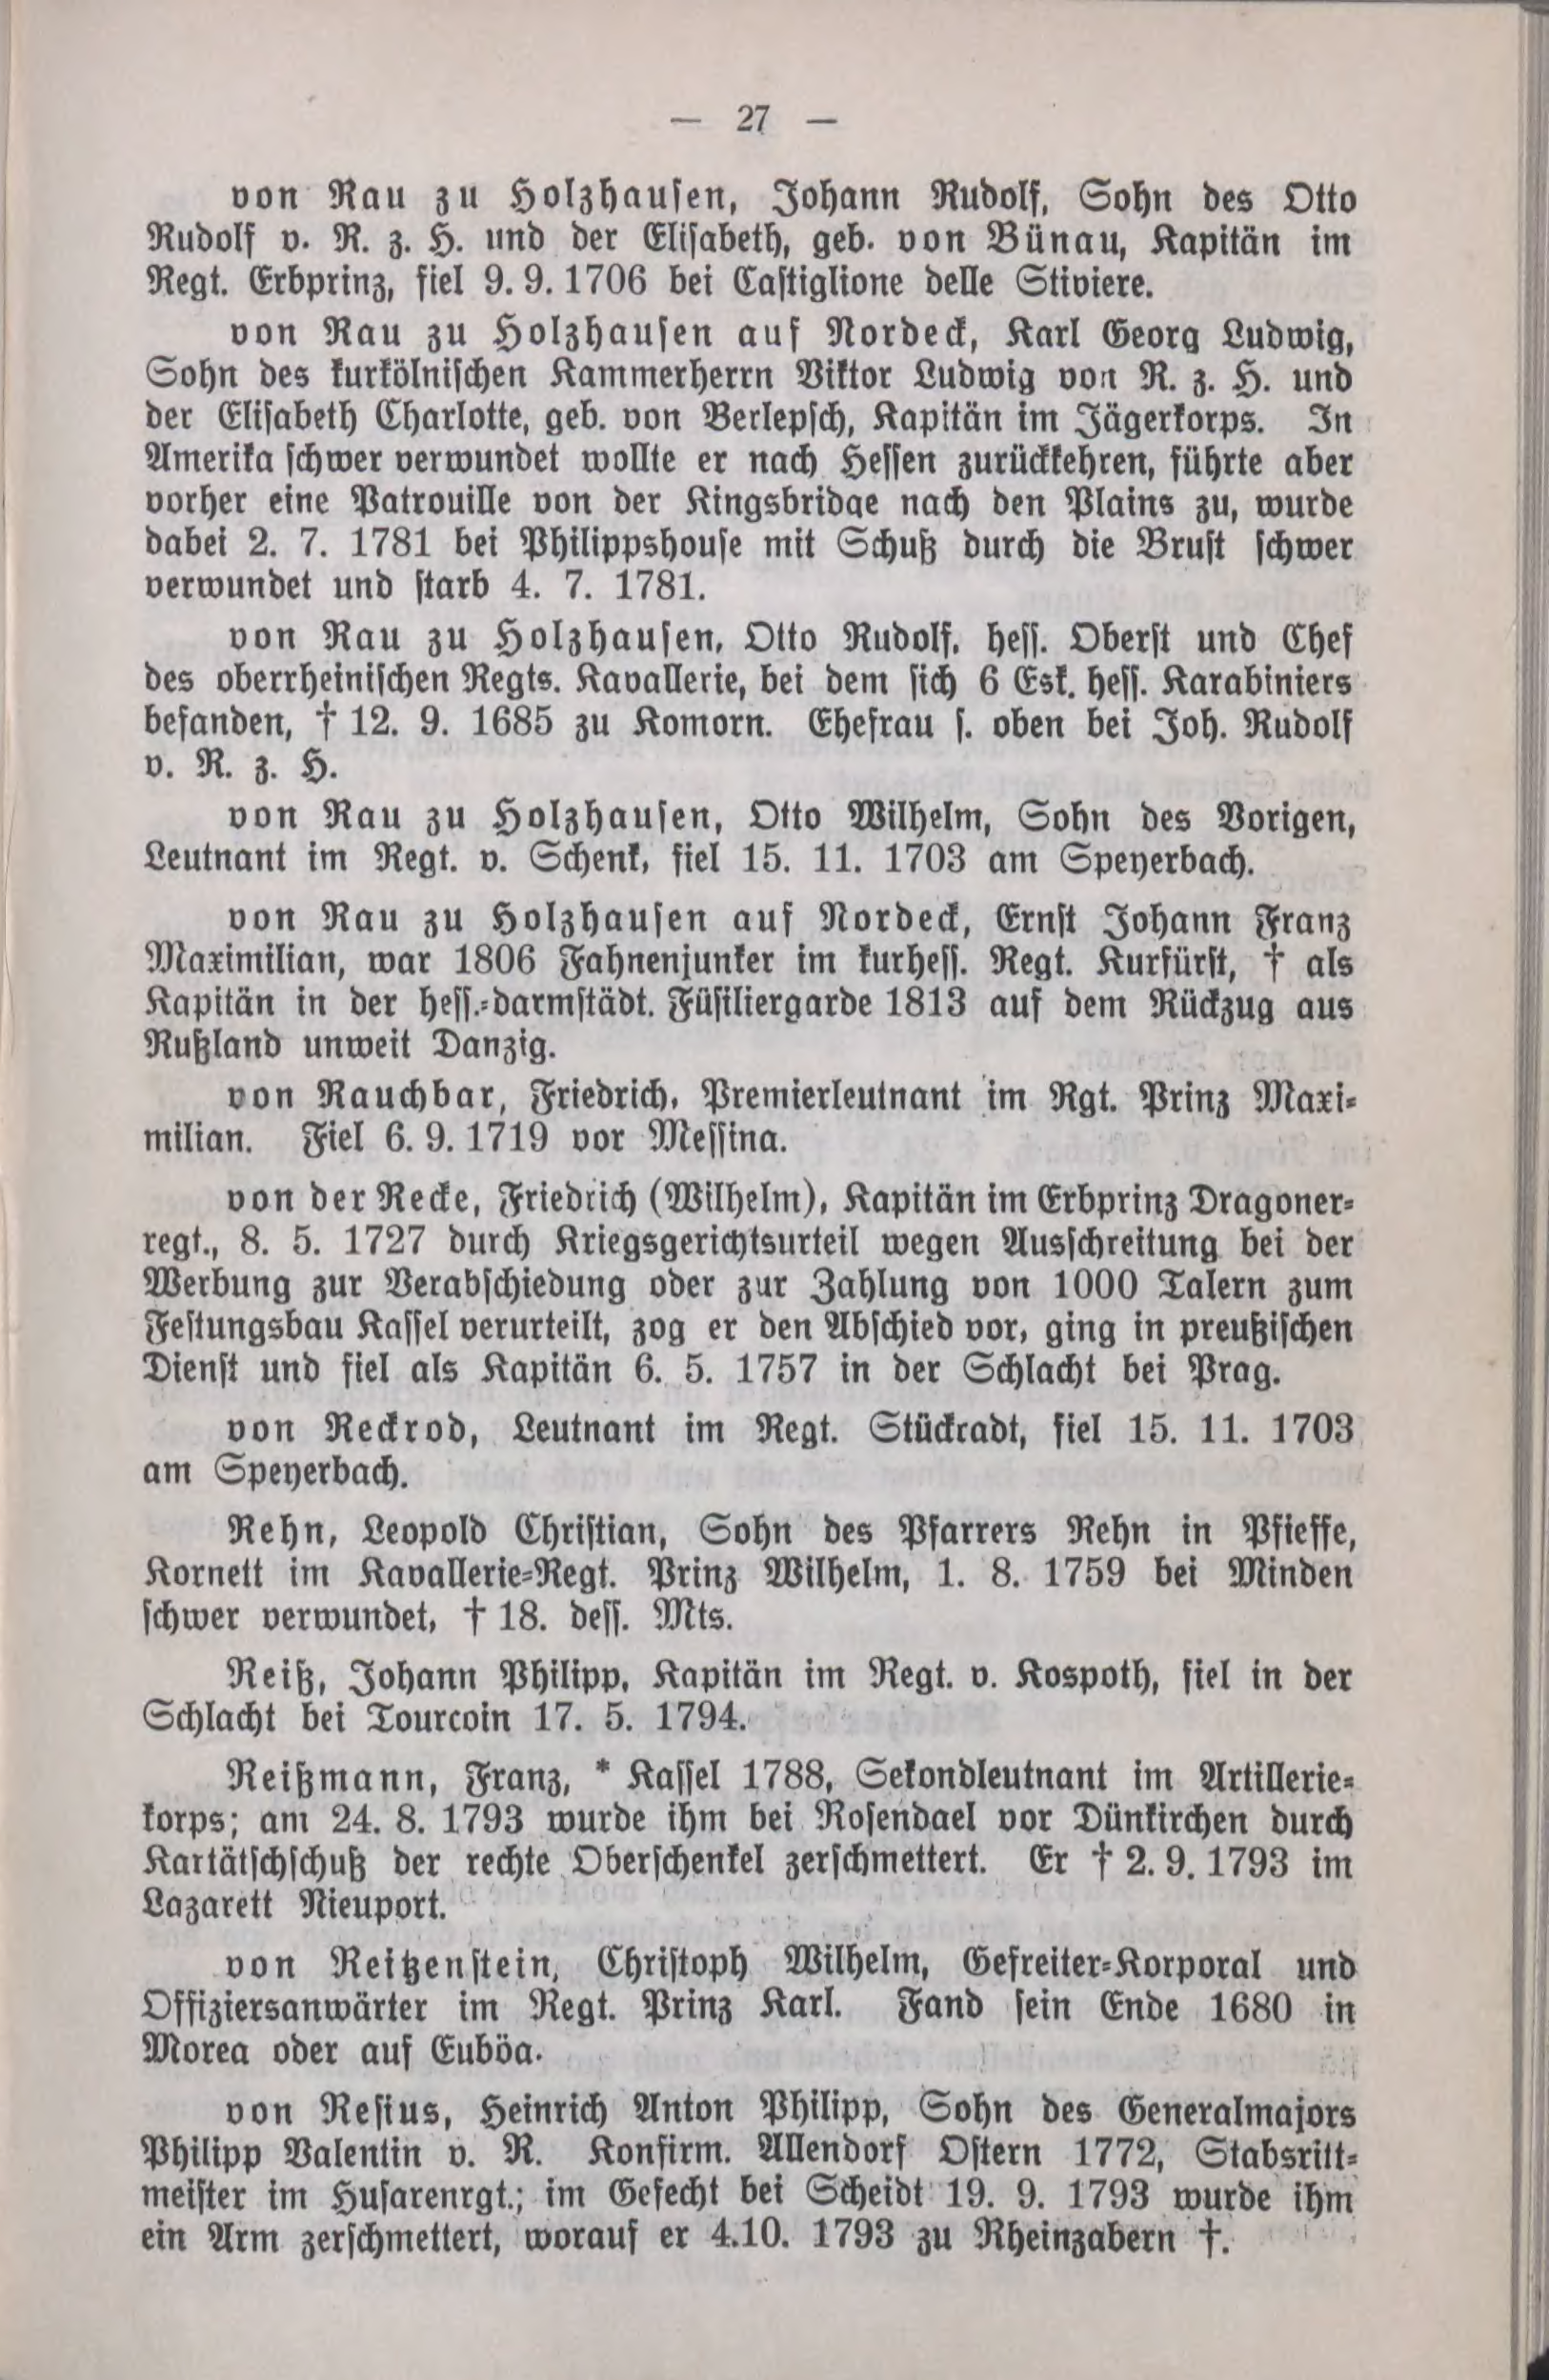 — 27 —
von Rau zu Holzhausen, Johann Rudolf, Sohn des Otto
Rudolf v. R. z. H. und der Elisabeth, geb. von Bünau, Kapitän im
Regt. Erbprinz, fiel 9. 9. 1706 bei Castiglione delle Stiviere.
von Rau zu Holzhausen auf Nordeck, Karl Georg Ludwig,
Sohn des kurkölnischen Kammerherrn Viktor Ludwig von R. z. H. und
der Elisabeth Charlotte, geb. von Berlepsch, Kapitän im Jägerkorps. In
Amerika schwer verwundet wollte er nach Hessen zurückkehren, führte aber
vorher eine Patrouille von der Kingsbridge nach den Plains zu, wurde
dabei 2. 7. 1781 bei Philippshouse mit Schuß durch die Brust schwer
verwundet und starb 4. 7. 1781.
von Rau zu Holzhausen, Otto Rudolf, hess. Oberst und Chef
des oberrheinischen Regts. Kavallerie, bei dem sich 6 Esk. hess. Karabiniers
befanden, † 12. 9. 1685 zu Komorn. Ehefrau s. oben bei Joh. Rudolf
v. R. z. H.
von Rau zu Holzhausen, Otto Wilhelm, Sohn des Vorigen,
Leutnant im Regt. v. Schenk, fiel 15. 11. 1703 am Speyerbach.
von Rau zu Holzhausen auf Nordeck, Ernst Johann Franz
Maximilian, war 1806 Fahnenjunker im kurhess. Regt. Kurfürst, † als
Kapitän in der hess.-darmstädt. Füsiliergarde 1813 auf dem Rückzug aus
Rußland unweit Danzig.
von Rauchbar, Friedrich, Premierleutnant im Rgt. Prinz Maxi-
milian. Fiel 6. 9. 1719 vor Messina.
von der Recke, Friedrich (Wilhelm), Kapitän im Erbprinz Dragoner-
regt., 8. 5. 1727 durch Kriegsgerichtsurteil wegen Ausschreitung bei der
Werbung zur Verabschiedung oder zur Zahlung von 1000 Talern zum
Festungsbau Kassel verurteilt, zog er den Abschied vor, ging in preußischen
Dienst und fiel als Kapitän 6. 5. 1757 in der Schlacht bei Prag.
von Reckrod, Leutnant im Regt. Stückradt, fiel 15. 11. 1703
am Speyerbach.
Rehn, Leopold Christian, Sohn des Pfarrers Rehn in Pfieffe,
Kornett im Kavallerie-Regt. Prinz Wilhelm, 1. 8. 1759 bei Minden
schwer verwundet, † 18. dess. Mts.
Reiß, Johann Philipp, Kapitän im Regt. v. Kospoth, fiel in der
Schlacht bei Tourcoin 17. 5. 1794.
Reißmann, Franz, * Kassel 1788, Sekondleutnant im Artillerie-
korps; am 24. 8. 1793 wurde ihm bei Rosendael vor Dünkirchen durch
Kartätschschuß der rechte Oberschenkel zerschmettert. Er † 2. 9. 1793 im
Lazarett Nieuport.
von Reitzenstein, Christoph Wilhelm, Gefreiter-Korporal und
Offiziersanwärter im Regt. Prinz Karl. Fand sein Ende 1680 in
Morea oder auf Euböa.
von Resius, Heinrich Anton Philipp, Sohn des Generalmajors
Philipp Valentin v. R. Konfirm. Allendorf Ostern 1772, Stabsritt-
meister im Husarenrgt.; im Gefecht bei Scheidt 19. 9. 1793 wurde ihm
ein Arm zerschmettert, worauf er 4.10. 1793 zu Rheinzabern †.